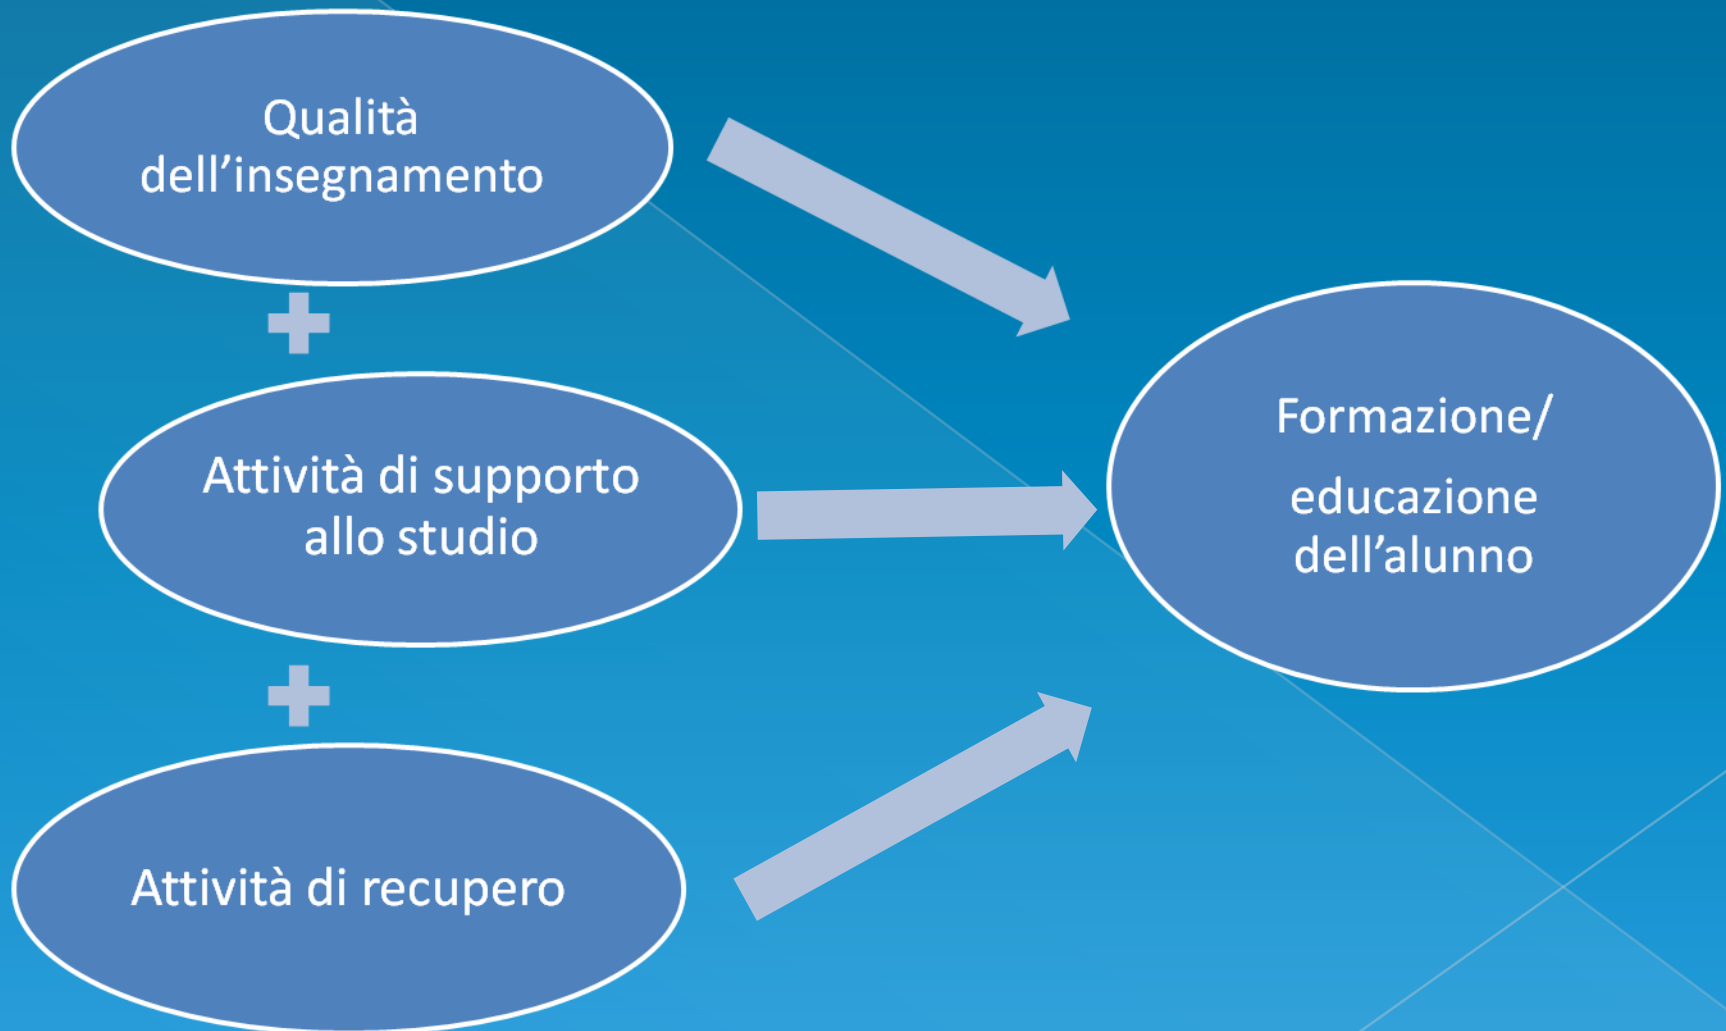 Qualità
dell’insegnamento
Attività di supporto
allo studio
Attività di recupero
Formazione/
educazione
dell’alunno